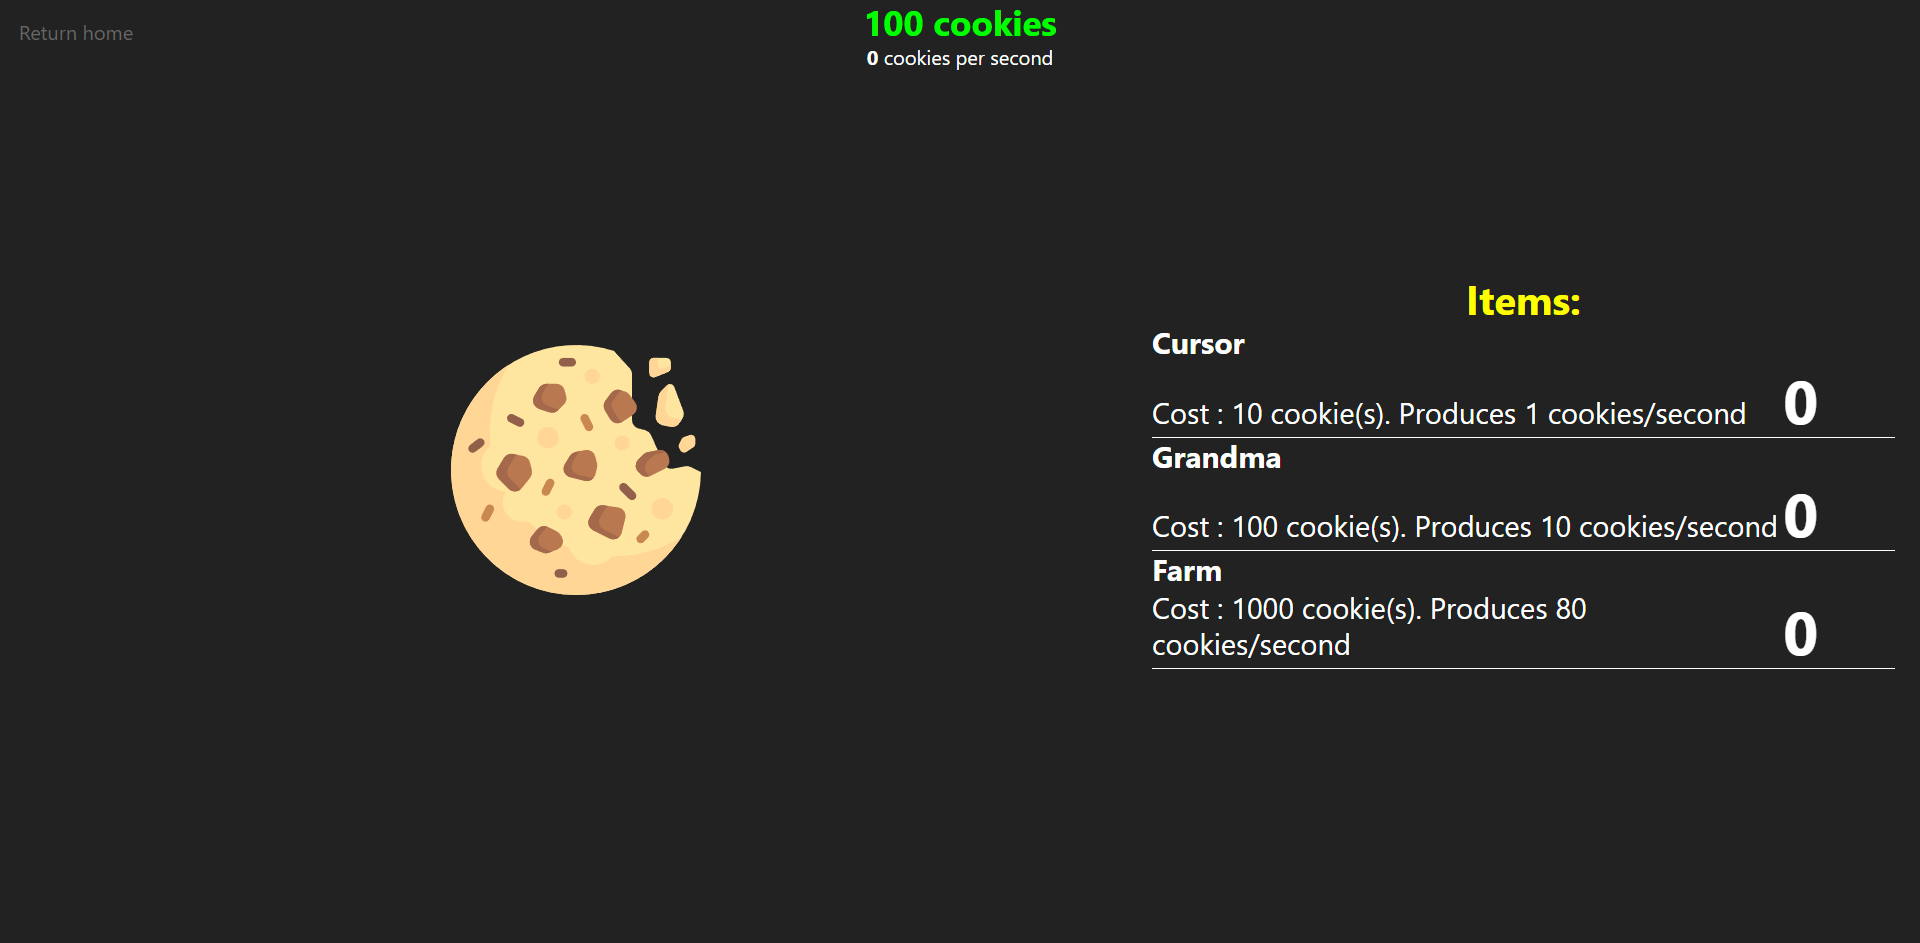 Return home
100 cookies
0 cookies per second
Items:
Cursor
Cost : 10 cookie(s). Produces 1 cookies/second 0
Grandma
Cost : 100 cookie(s). Produces 10 cookies/second 0
Farm
Cost : 1000 cookie(s). Produces 80
cookies/second 0